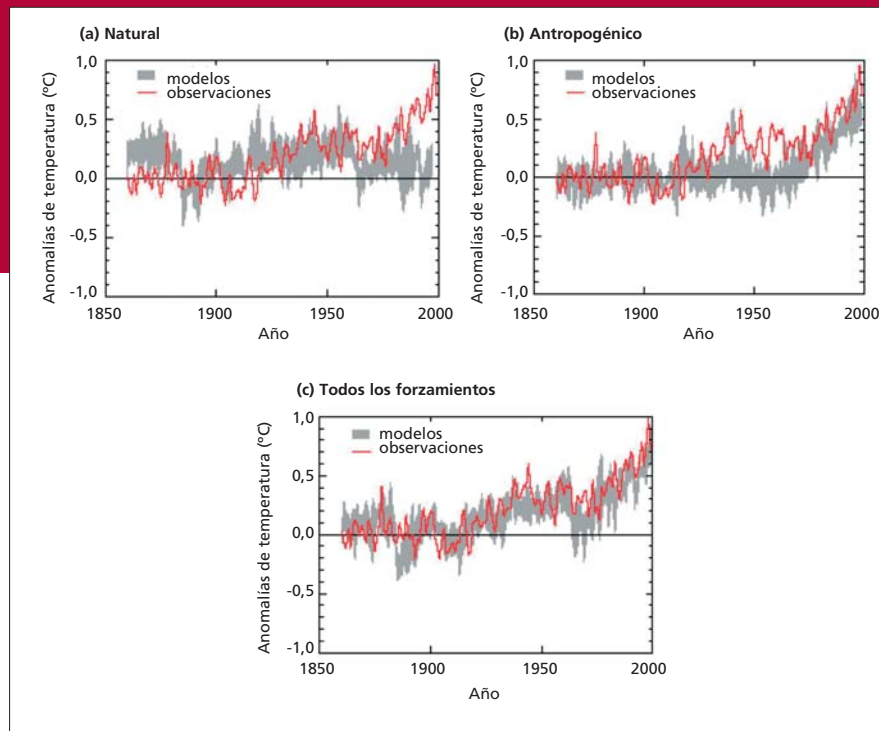 (a) Natural
1,0
0,5
0,0
-0,5
-1,0
Anomalías de temperatura (°C)
modelos
observaciones
1850
1900
1950
2000
Año
(b) Antropogénico
1,0
0,5
0,0
-0,5
-1,0
Anomalías de temperatura (°C)
modelos
observaciones
1850
1900
1950
2000
Año
(c) Todos los forzamientos
1,0
0,5
0,0
-0,5
-1,0
Anomalías de temperatura (°C)
modelos
observaciones
1850
1900
1950
2000
Año